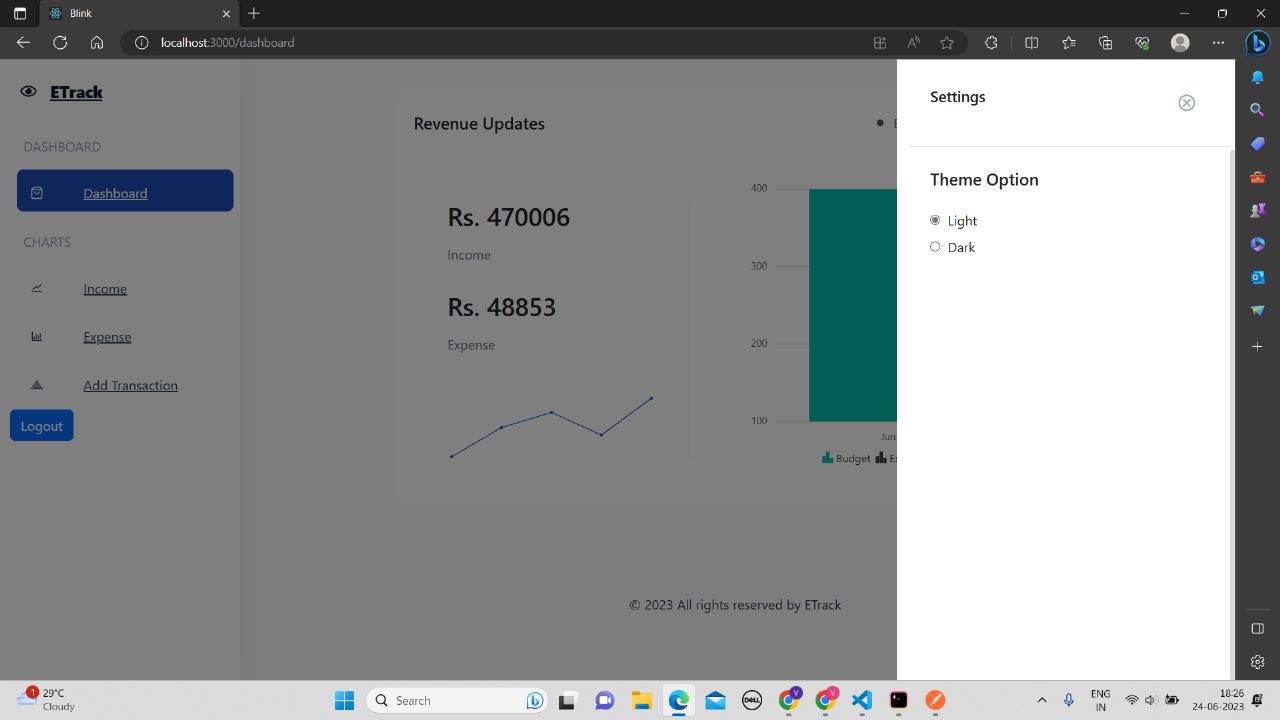 Blink
localhost:3000/dashboard
ETrack
DASHBOARD
Dashboard
CHARTS
Income
Expense
Add Transaction
Logout
Revenue Updates
Rs. 470006
Income
Rs. 48853
Expense
400
300
200
100
Jun
Budget
© 2023 All rights reserved by ETrack
Settings
Theme Option
Light
Dark
1
29°C
Cloudy
Search
DELL
V
V
ENG
IN
18:26
24-06-2023